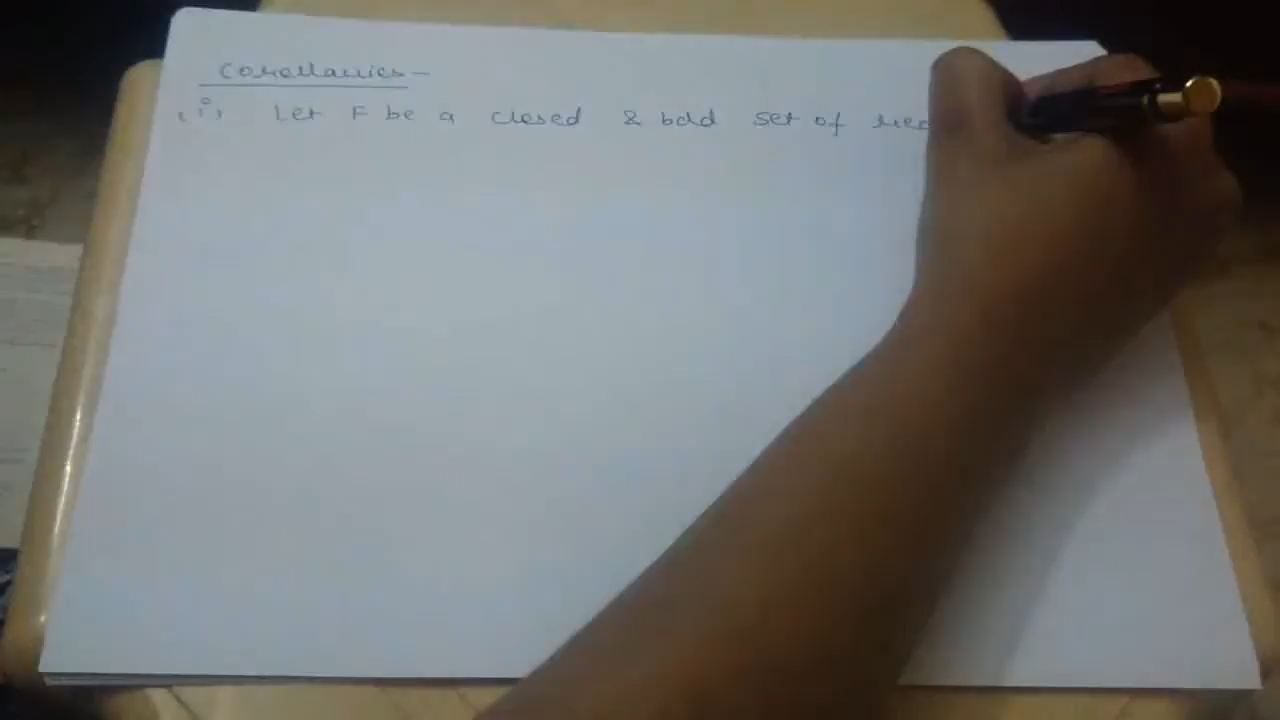 Corollaries -
(i) Let F be a closed & bdd set of